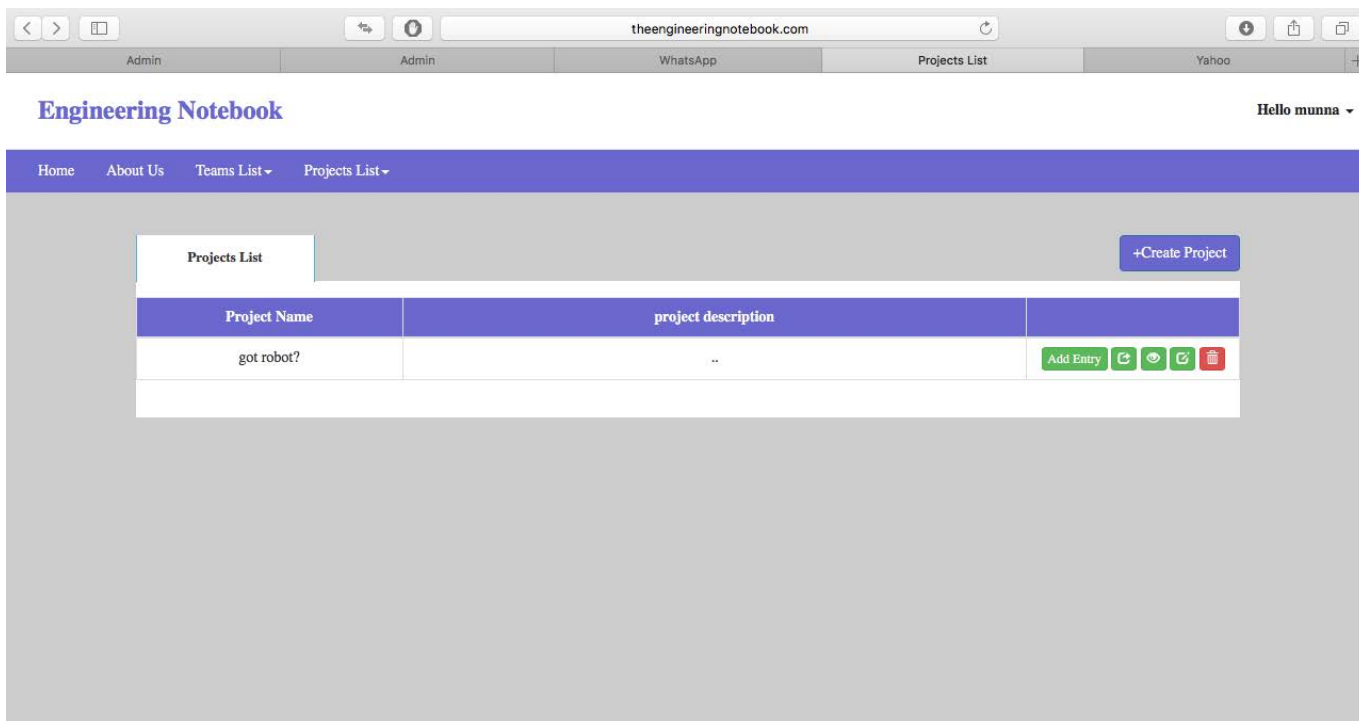 theengineeringnotebook.com
Admin Admin WhatsApp Projects List Yahoo
Engineering Notebook
Hello munna
Home About Us Teams List Projects List
Projects List
+Create Project
Project Name project description
got robot? .. Add Entry